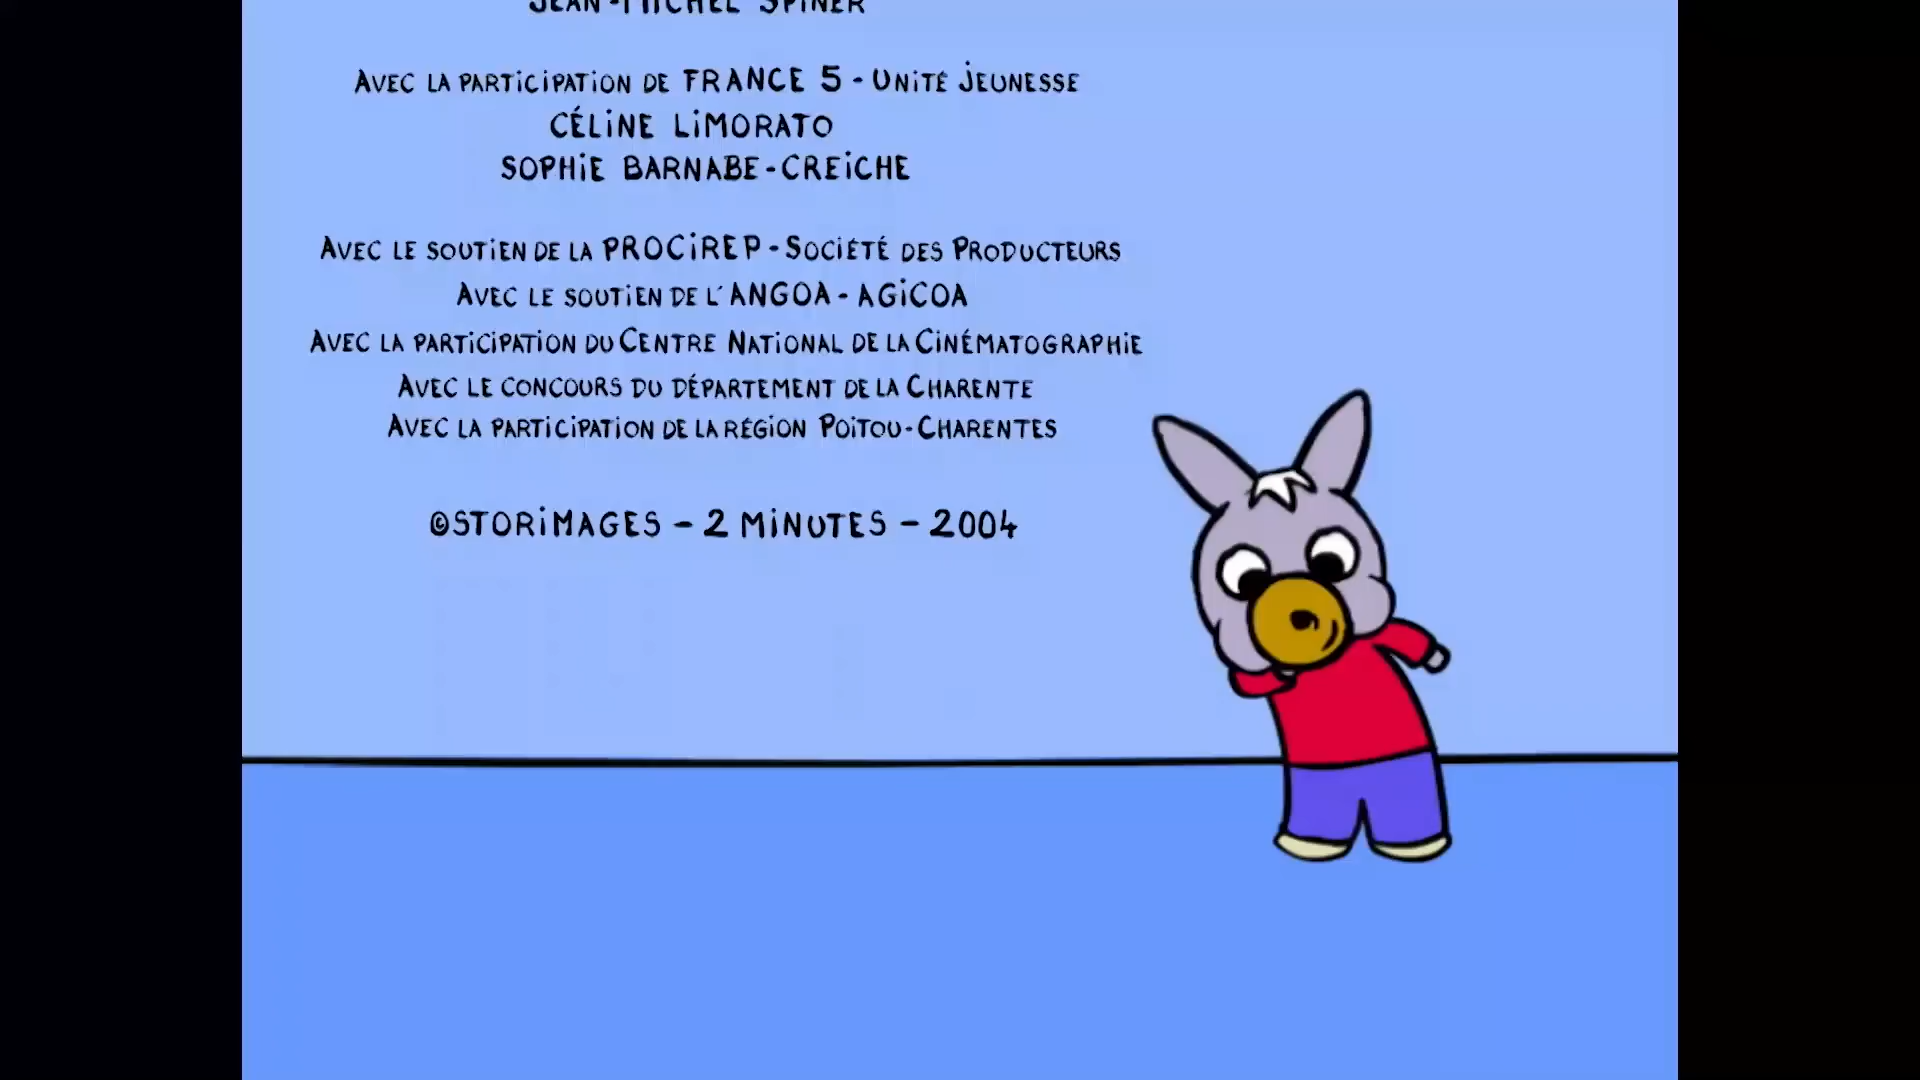 JEAN-MICHEL SPINER
AVEC LA PARTICIPATION DE FRANCE 5 - UNITÉ JEUNESSE
CÉLINE LIMORATO
SOPHIE BARNABE-CREICHE
AVEC LE SOUTIEN DE LA PROCIREP - SOCIÉTÉ DES PRODUCTEURS
AVEC LE SOUTIEN DE L'ANGOA - AGICOA
AVEC LA PARTICIPATION DU CENTRE NATIONAL DE LA CINÉMATOGRAPHIE
AVEC LE CONCOURS DU DÉPARTEMENT DE LA CHARENTE
AVEC LA PARTICIPATION DE LA RÉGION POITOU-CHARENTES
©STORIMAGES - 2 MINUTES - 2004